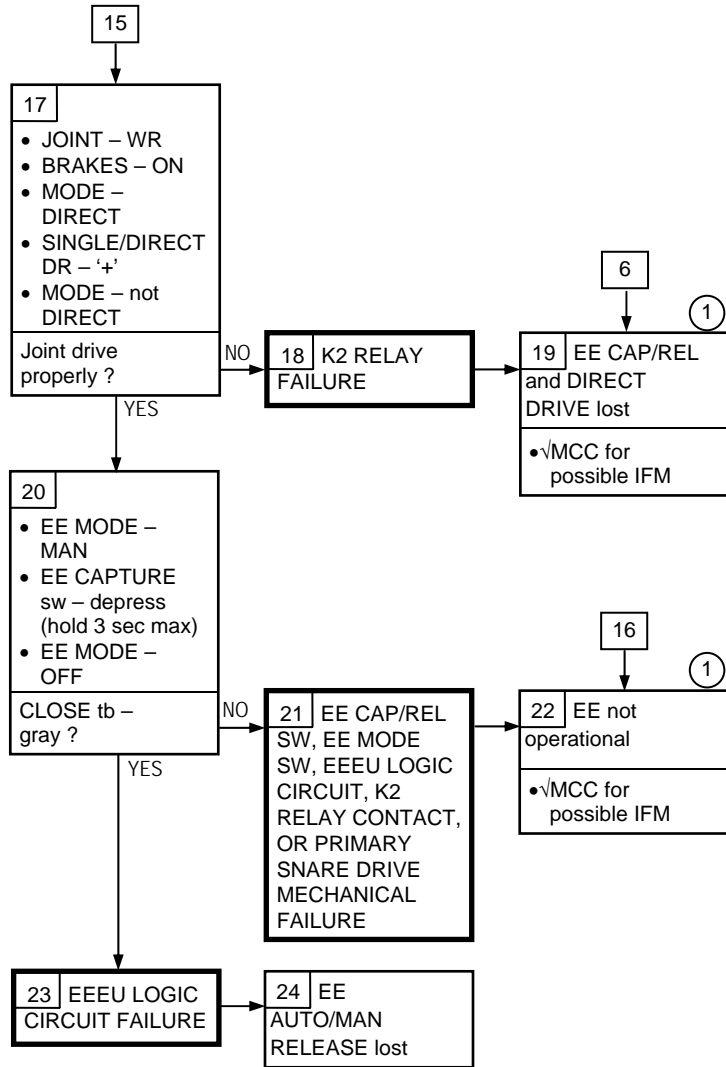 15
17
• JOINT – WR
• BRAKES – ON
• MODE –
DIRECT
• SINGLE/DIRECT
DR – ‘+’
• MODE – not
DIRECT
Joint drive
properly ?
NO
YES
18 K2 RELAY
FAILURE
6
1
19 EE CAP/REL
and DIRECT
DRIVE lost
•√MCC for
possible IFM
20
• EE MODE –
MAN
• EE CAPTURE
sw – depress
(hold 3 sec max)
• EE MODE –
OFF
CLOSE tb –
gray ?
NO
YES
21 EE CAP/REL
SW, EE MODE
SW, EEEU LOGIC
CIRCUIT, K2
RELAY CONTACT,
OR PRIMARY
SNARE DRIVE
MECHANICAL
FAILURE
16
1
22 EE not
operational
•√MCC for
possible IFM
23 EEEU LOGIC
CIRCUIT FAILURE
24 EE
AUTO/MAN
RELEASE lost